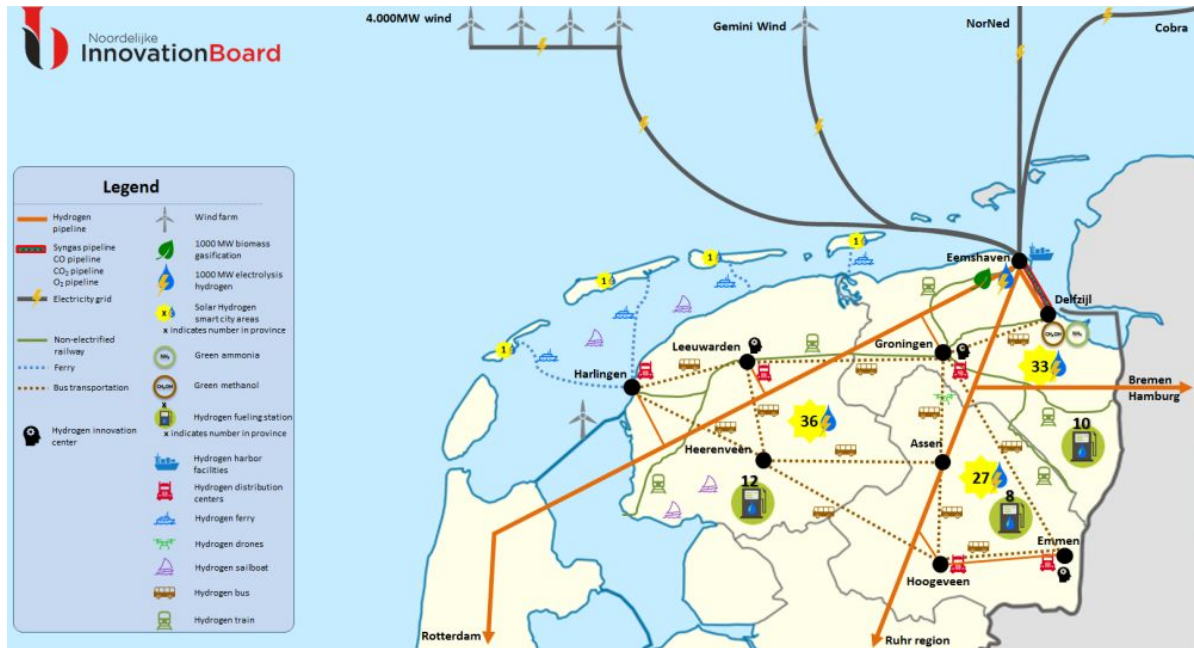 Noordelijke
InnovationBoard
4.000MW wind
Gemini Wind
NorNed
Cobra
Legend
Hydrogen
pipeline
Syngas pipeline
CO pipeline
CO₂ pipeline
O₂ pipeline
Electricity grid
Non-electrified
railway
Ferry
Bus transportation
Hydrogen innovation
center
Wind farm
1000 MW biomass
gasification
1000 MW electrolysis
hydrogen
x
Solar Hydrogen
smart city areas
x indicates number in province
NH₃
Green ammonia
CH₃OH
Green methanol
x
Hydrogen fueling station
x indicates number in province
Hydrogen harbor
facilities
Hydrogen distribution
centers
Hydrogen ferry
Hydrogen drones
Hydrogen sailboat
Hydrogen bus
Hydrogen train
1
1
1
1
Eemshaven
Delfzijl
CH₃OH
NH₃
Leeuwarden
Groningen
Harlingen
33
Bremen
Hamburg
36
10
Heerenveen
Assen
12
27
8
Emmen
Hoogeveen
Rotterdam
Ruhr region